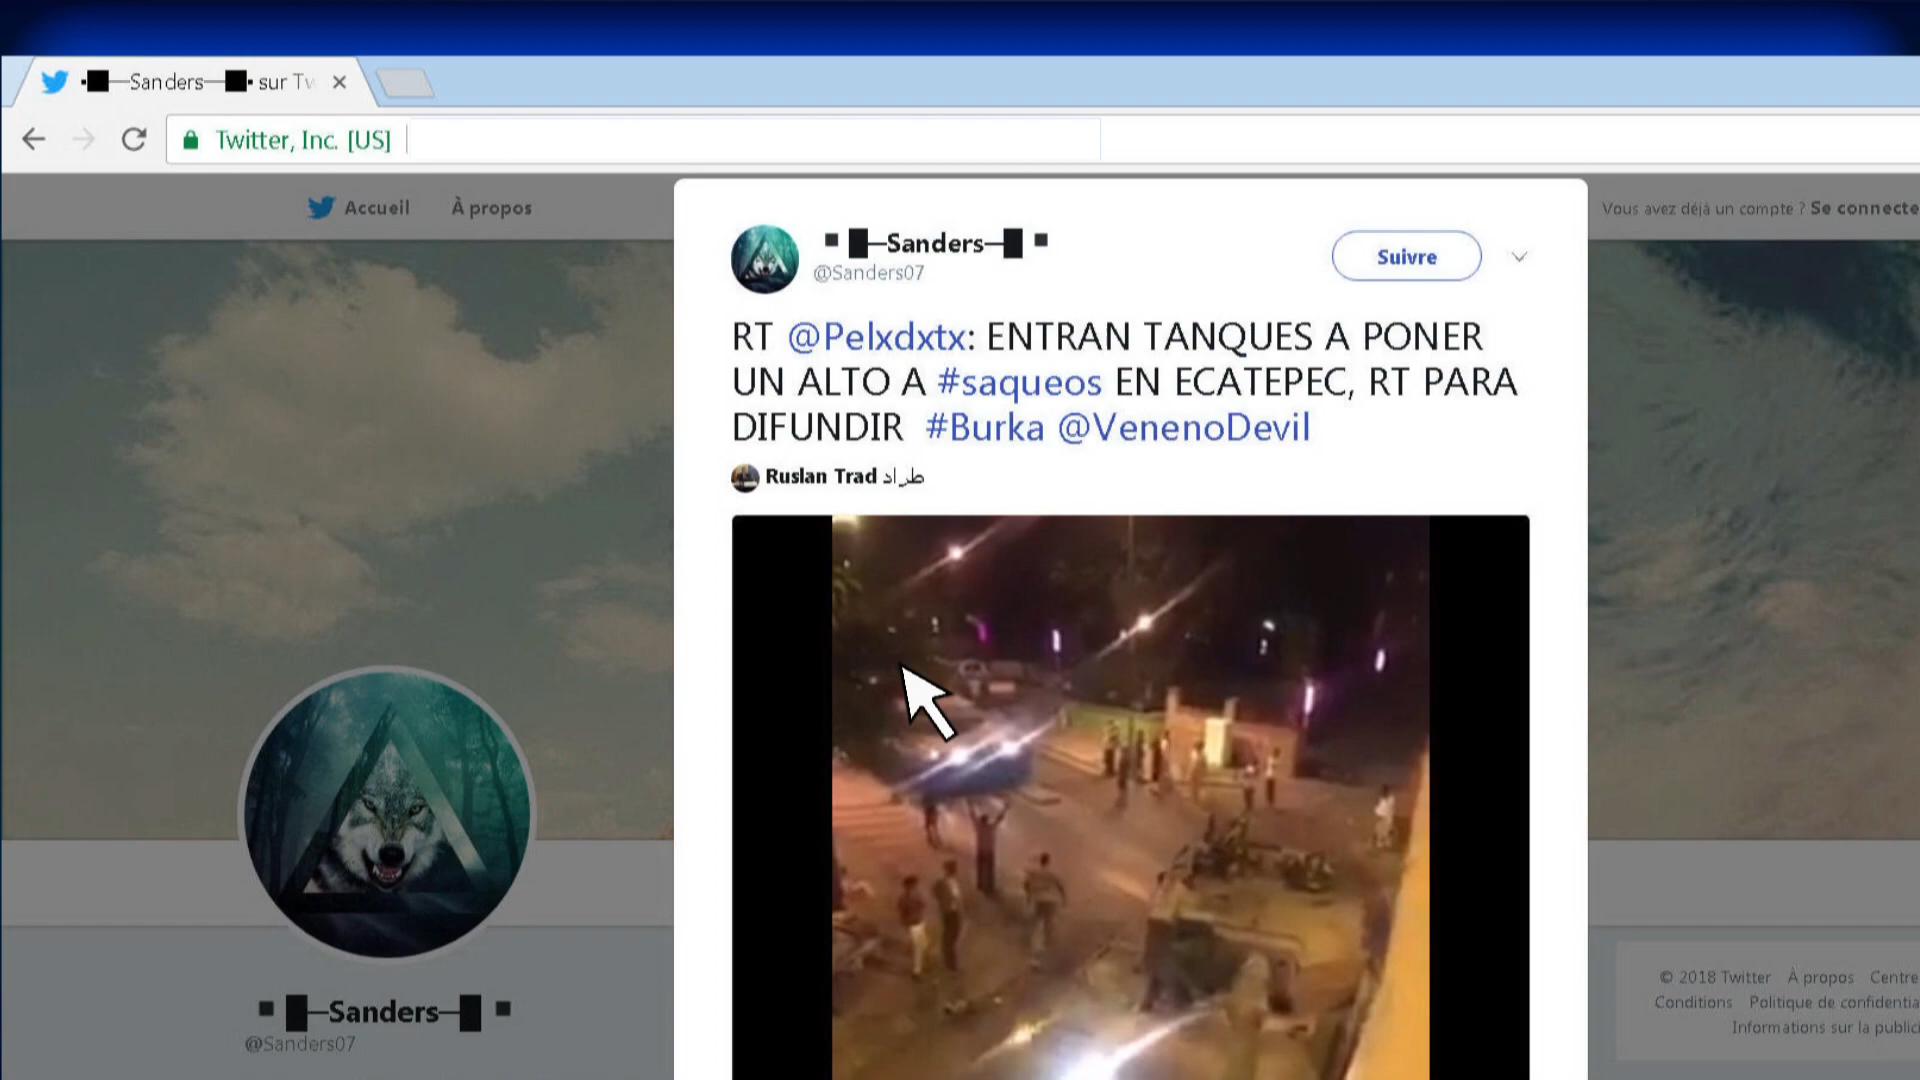 ▪█—Sanders—█▪ sur Tw
Twitter, Inc. [US]
Accueil À propos
Vous avez déjà un compte ? Se connecte
▪ █—Sanders—█ ▪
@Sanders07
Suivre
RT @Pelxdxtx: ENTRAN TANQUES A PONER
UN ALTO A #saqueos EN ECATEPEC, RT PARA
DIFUNDIR #Burka @VenenoDevil
Ruslan Trad طراد
▪ █—Sanders—█ ▪
@Sanders07
© 2018 Twitter À propos Centre
Conditions Politique de confidentia
Informations sur la public